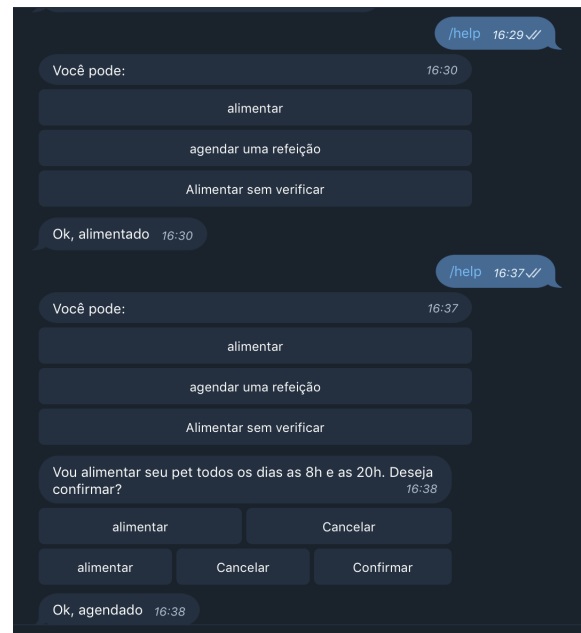 /help 16:29
Você pode: 16:30
alimentar
agendar uma refeição
Alimentar sem verificar
Ok, alimentado 16:30
/help 16:37
Você pode: 16:37
alimentar
agendar uma refeição
Alimentar sem verificar
Vou alimentar seu pet todos os dias as 8h e as 20h. Deseja
confirmar? 16:38
alimentar Cancelar
alimentar Cancelar Confirmar
Ok, agendado 16:38